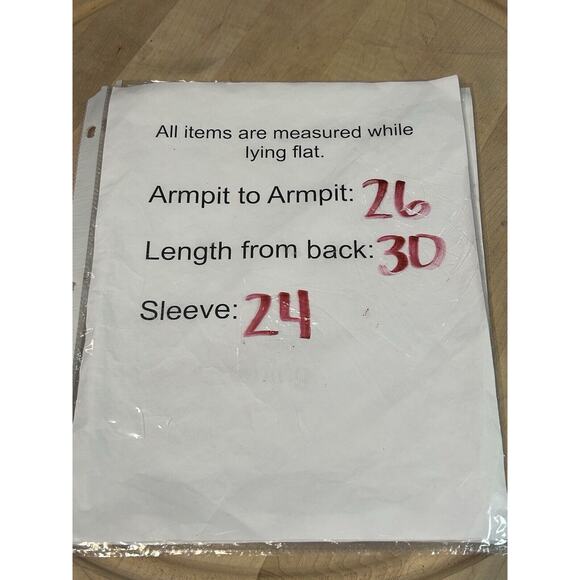 All items are measured while
lying flat.
Armpit to Armpit: 26
Length from back: 30
Sleeve: 24